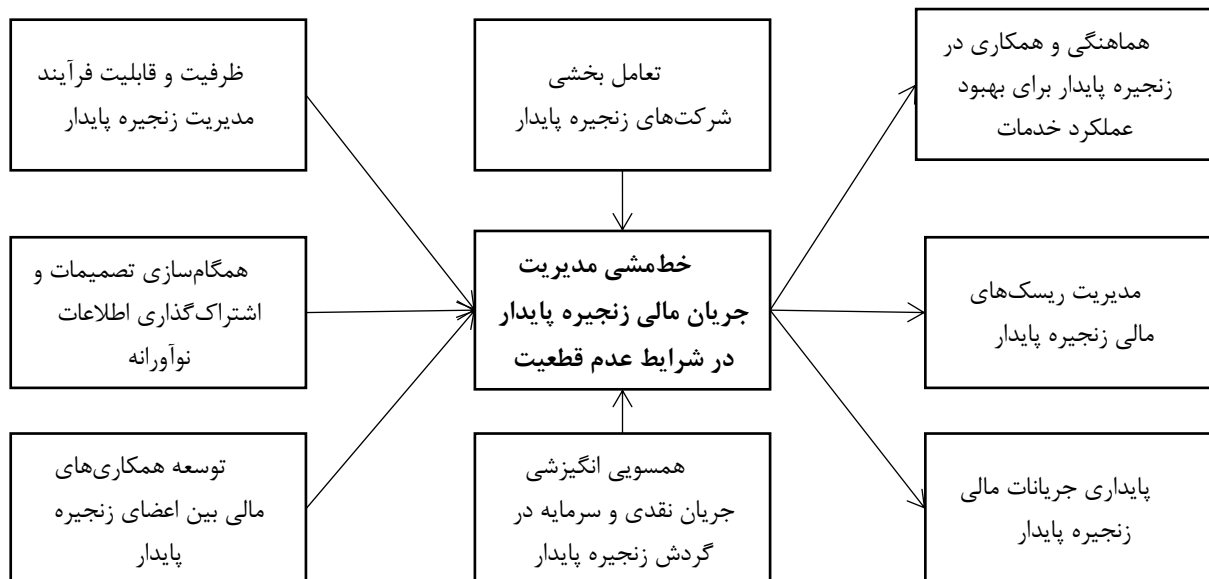 ظرفیت و قابلیت فرآیند
مدیریت زنجیره پایدار
تعامل بخشی
شرکت‌های زنجیره پایدار
هماهنگی و همکاری در
زنجیره پایدار برای بهبود
عملکرد خدمات
همگام‌سازی تصمیمات و
اشتراک‌گذاری اطلاعات
نوآورانه
خط‌مشی مدیریت
جریان مالی زنجیره پایدار
در شرایط عدم قطعیت
مدیریت ریسک‌های
مالی زنجیره پایدار
توسعه همکاری‌های
مالی بین اعضای زنجیره
پایدار
همسویی انگیزشی
جریان نقدی و سرمایه در
گردش زنجیره پایدار
پایداری جریانات مالی
زنجیره پایدار